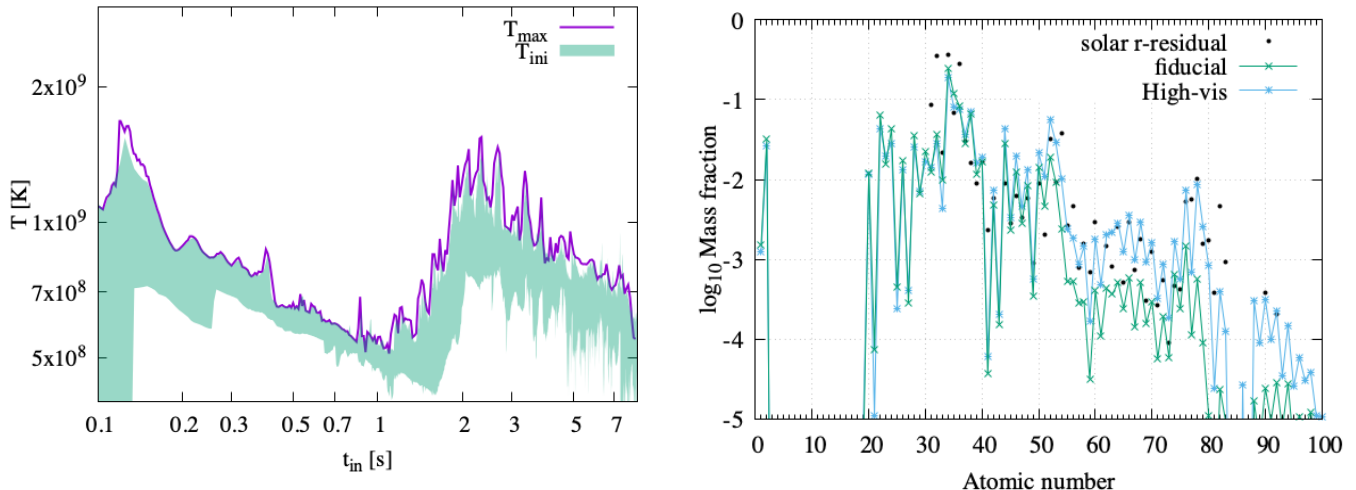 T_max
T_ini
2x10^9
1x10^9
7x10^8
5x10^8
T [K]
0.1 0.2 0.3 0.5 0.7 1 2 3 5 7
t_in [s]
solar r-residual
fiducial
High-vis
0
-1
-2
-3
-4
-5
log_10 Mass fraction
0 10 20 30 40 50 60 70 80 90 100
Atomic number